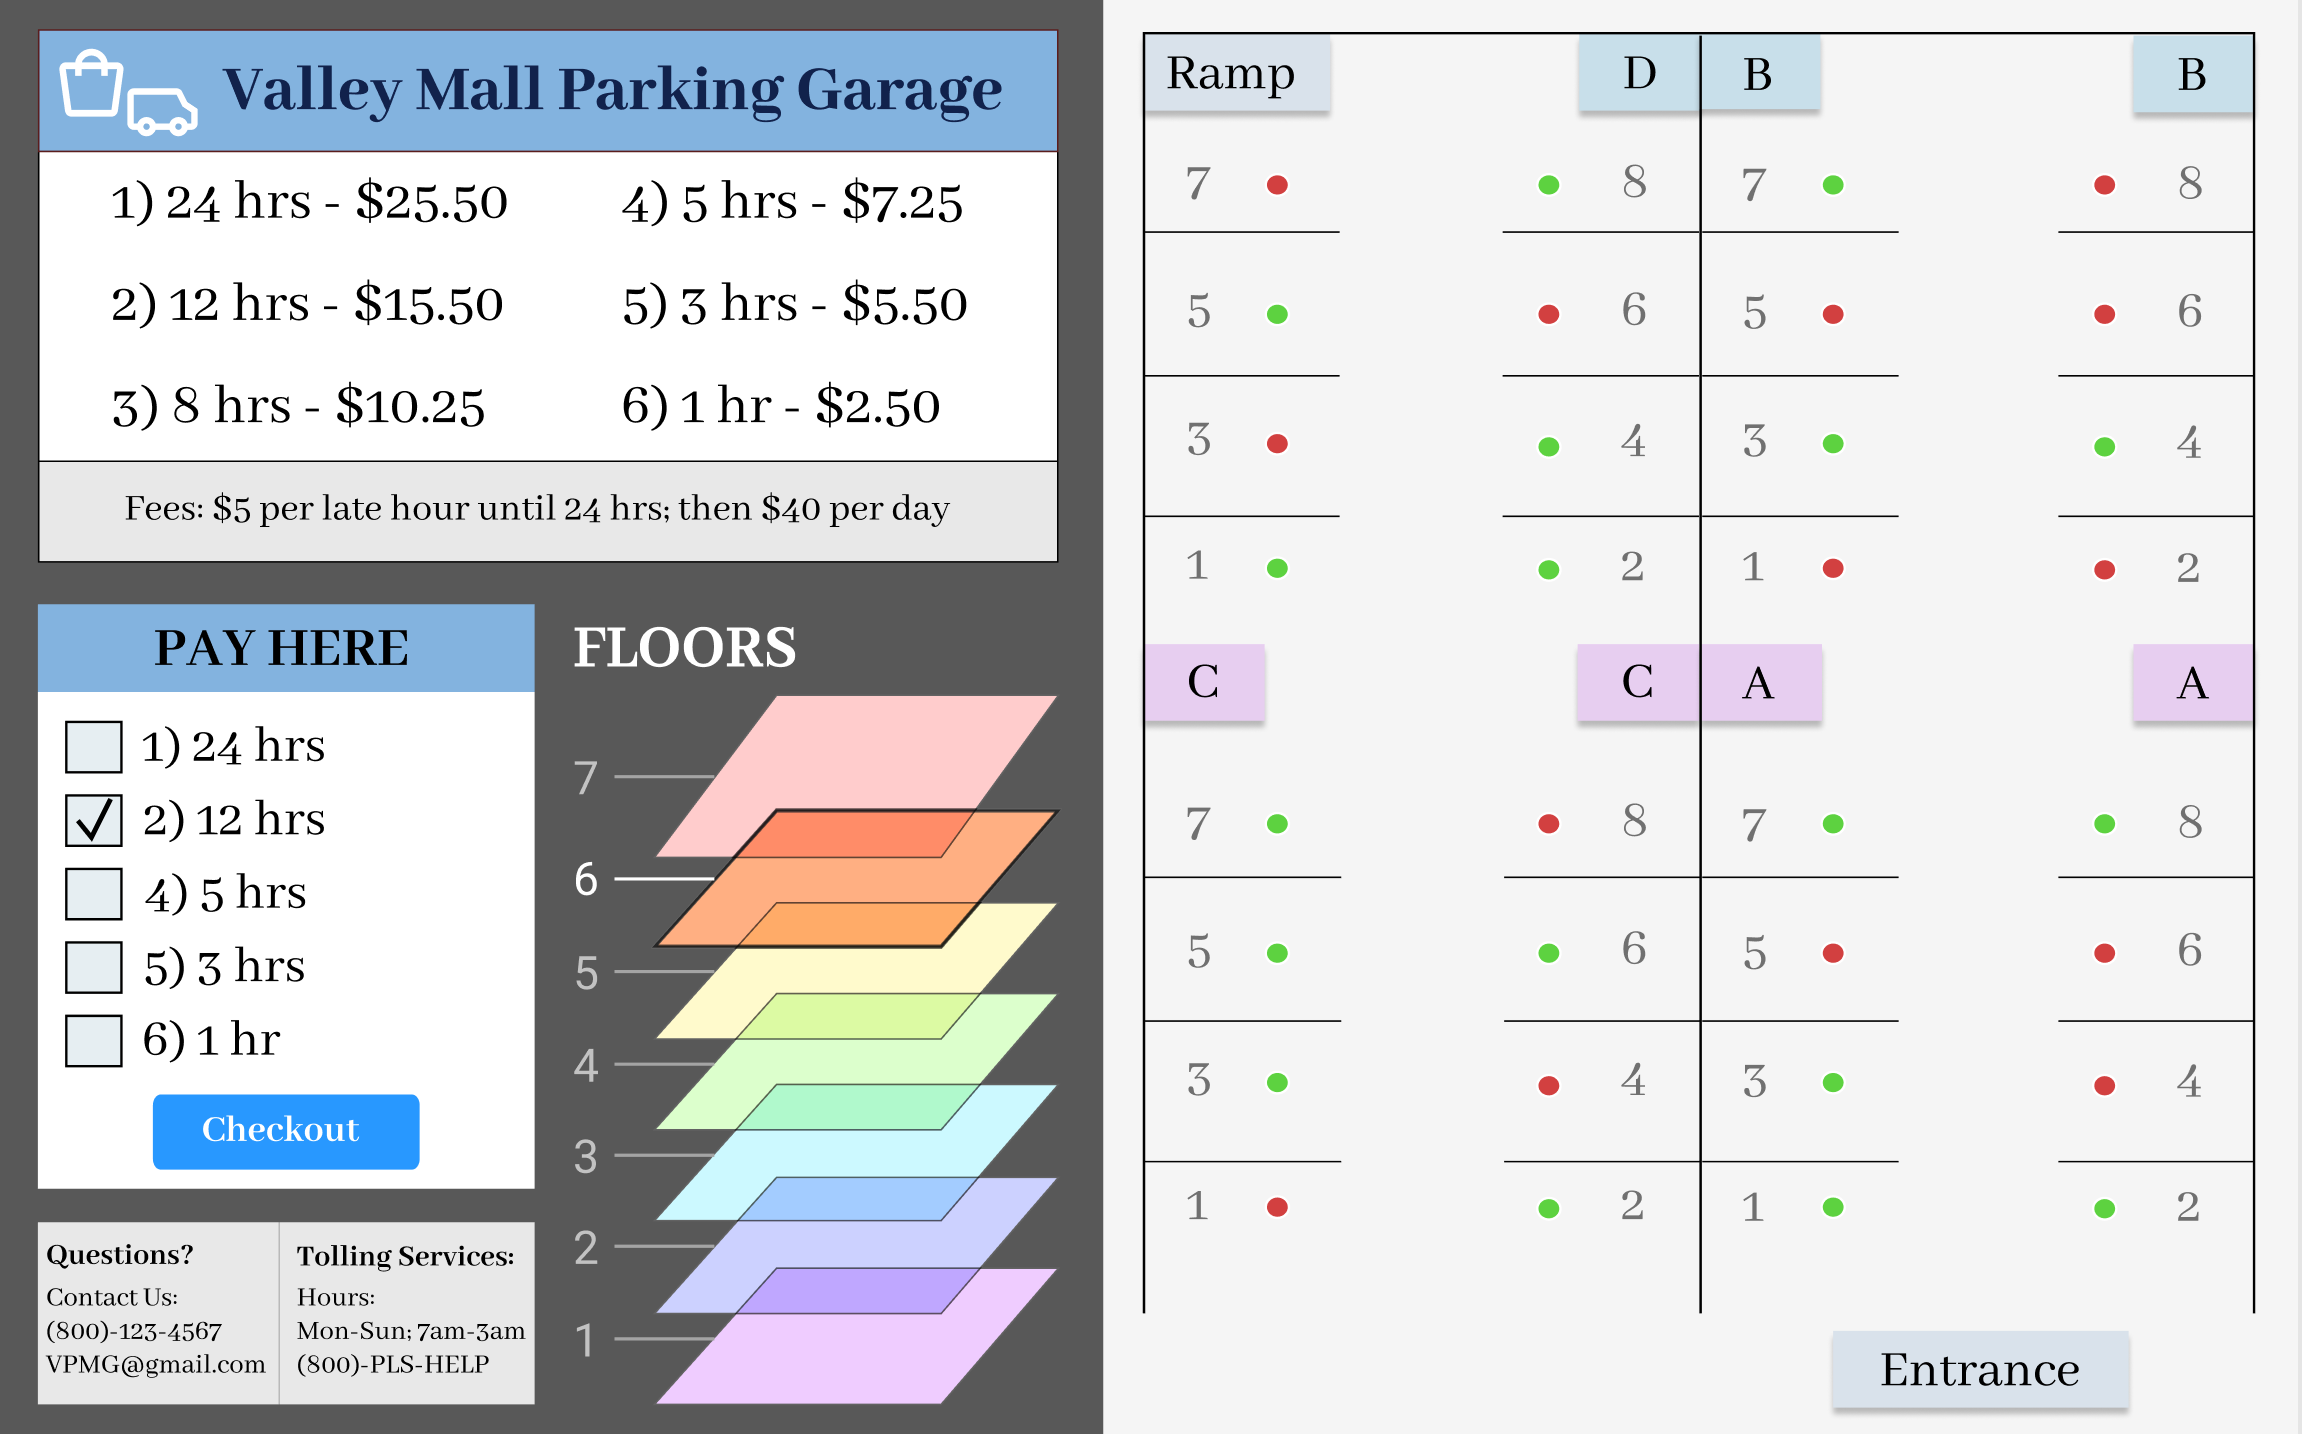 Valley Mall Parking Garage
1) 24 hrs - $25.50
2) 12 hrs - $15.50
3) 8 hrs - $10.25
4) 5 hrs - $7.25
5) 3 hrs - $5.50
6) 1 hr - $2.50
Fees: $5 per late hour until 24 hrs; then $40 per day
PAY HERE
1) 24 hrs
2) 12 hrs
4) 5 hrs
5) 3 hrs
6) 1 hr
Checkout
Questions?
Contact Us:
(800)-123-4567
VPMG@gmail.com
Tolling Services:
Hours:
Mon-Sun; 7am-3am
(800)-PLS-HELP
FLOORS
7
6
5
4
3
2
1
Ramp D B B
7 8 7 8
5 6 5 6
3 4 3 4
1 2 1 2
C C A A
7 8 7 8
5 6 5 6
3 4 3 4
1 2 1 2
Entrance